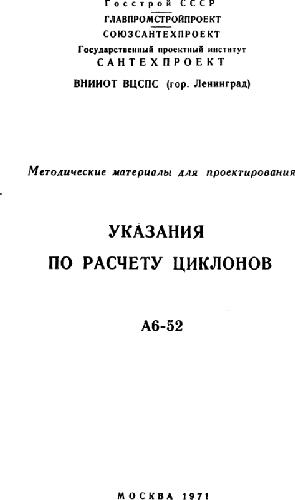 Госстрой СССР
ГЛАВПРОМСТРОЙПРОЕКТ
СОЮЗСАНТЕХПРОЕКТ
Государственный проектный институт
САНТЕХПРОЕКТ
ВНИИОТ ВЦСПС (гор. Ленинград)
Методические материалы для проектирования
УКАЗАНИЯ
ПО РАСЧЕТУ ЦИКЛОНОВ
А6-52
МОСКВА 1971